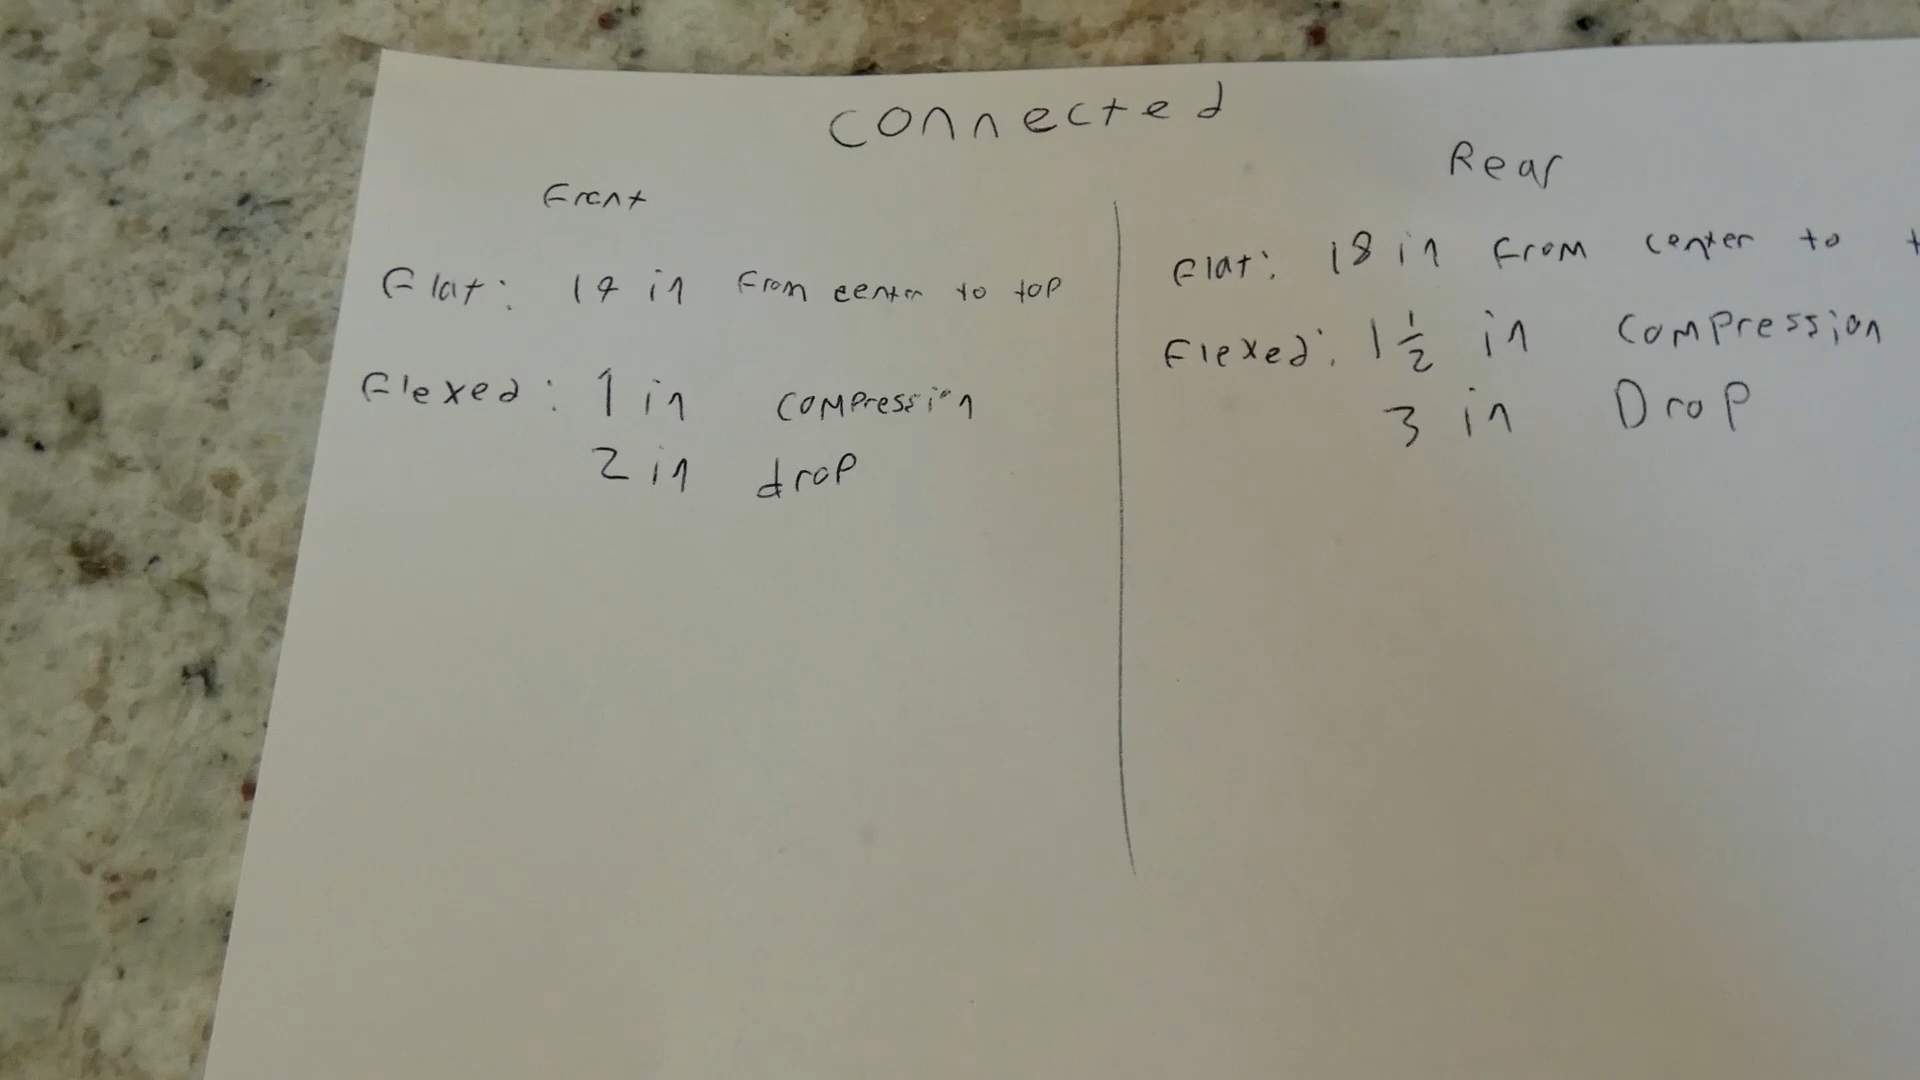 Connected
Front
Flat: 19 in From center to top
Flexed: 1 in compression
2 in drop
Rear
Flat: 18 in From center to t
Flexed: 1 1/2 in compression
3 in Drop